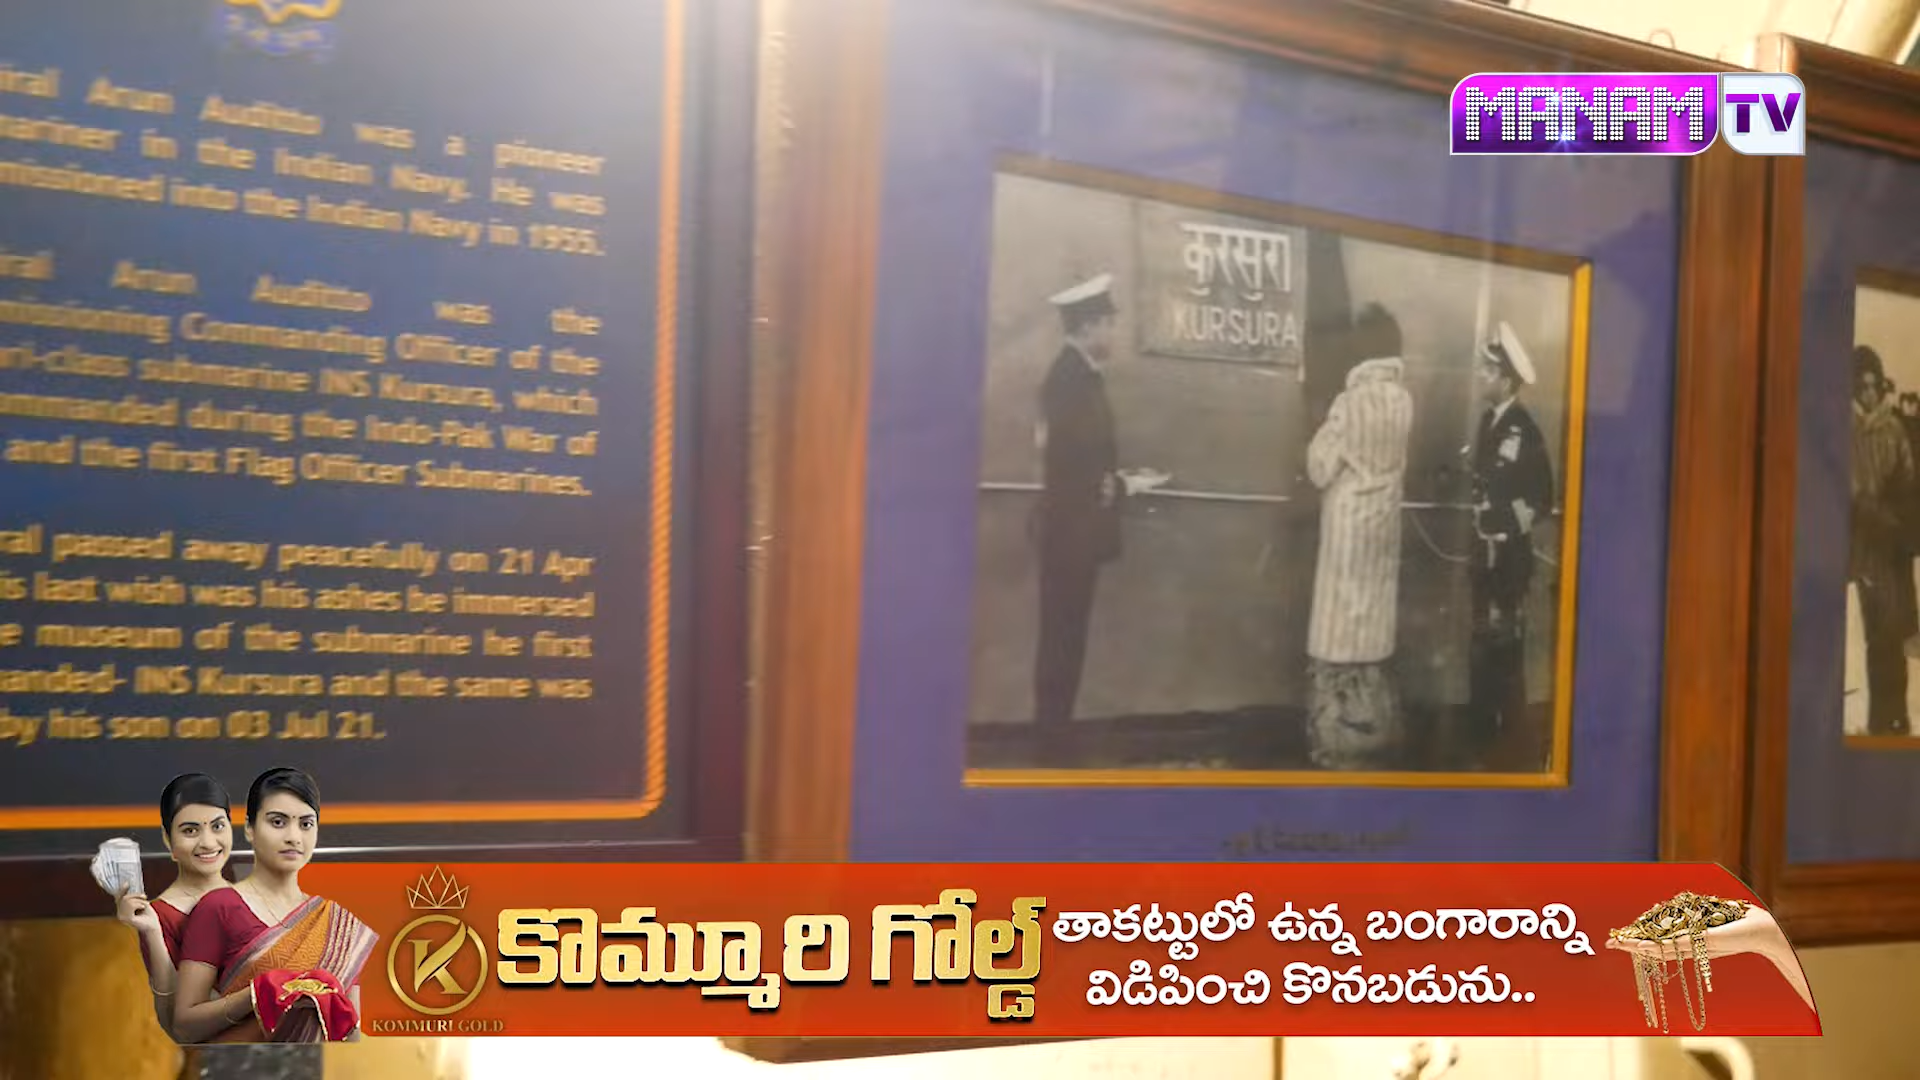 MANAM TV
Arun Auditto was a pioneer
in the Indian Navy. He was
into the Indian Navy in 1955.
Arun Auditto was the
Commanding Officer of the
submarine INS Kursura, which
during the Indo-Pak War of
and the first Flag Officer Submarines.
passed away peacefully on 21 Apr
last wish was his ashes be immersed
museum of the submarine he first
INS Kursura and the same was
by his son on 03 Jul 21.
कुरसुरा
KURSURA
KOMMURI GOLD
కొమ్మూరి గోల్డ్
తాకట్టులో ఉన్న బంగారాన్ని
విడిపించి కొనబడును..